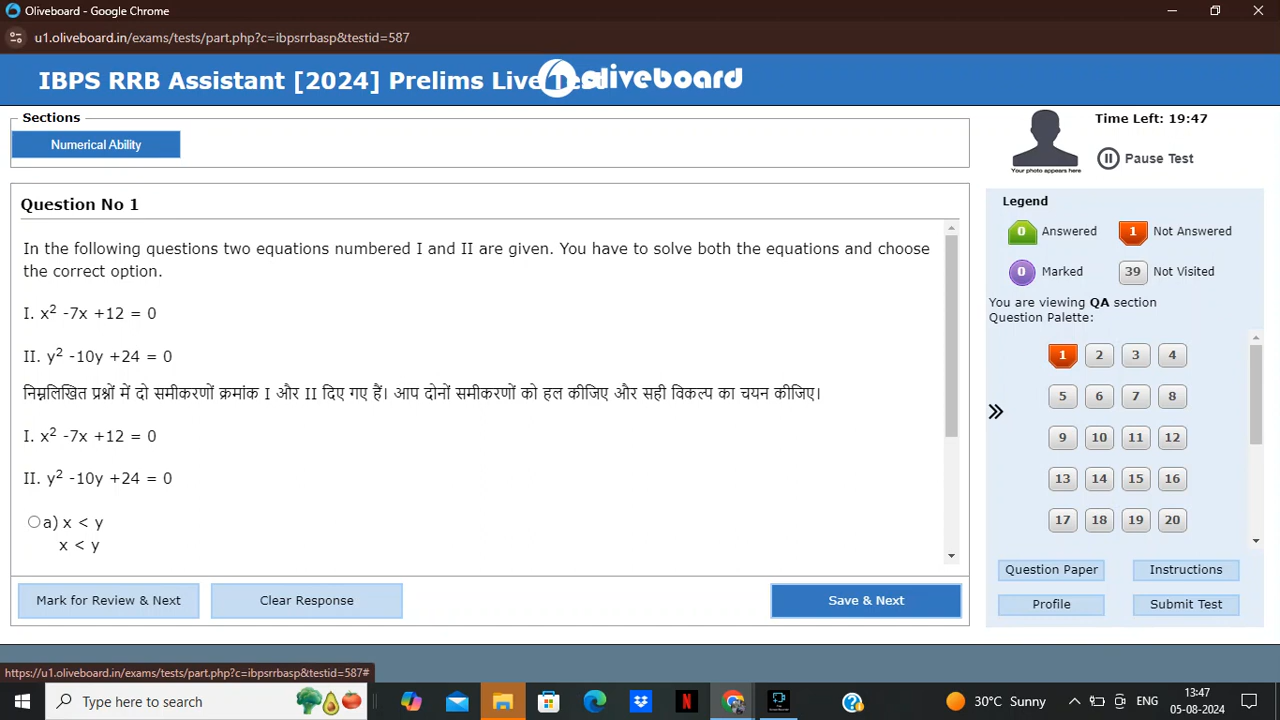 Oliveboard - Google Chrome
u1.oliveboard.in/exams/tests/part.php?c=ibpsrrbasp&testid=587
IBPS RRB Assistant [2024] Prelims Live
oliveboard
Sections
Numerical Ability
Your photo appears here
Time Left: 19:47
Pause Test
Question No 1
In the following questions two equations numbered I and II are given. You have to solve both the equations and choose
the correct option.
I. x² -7x +12 = 0
II. y² -10y +24 = 0
निम्नलिखित प्रश्नों में दो समीकरणों क्रमांक I और II दिए गए हैं। आप दोनों समीकरणों को हल कीजिए और सही विकल्प का चयन कीजिए।
I. x² -7x +12 = 0
II. y² -10y +24 = 0
a) x < y
x < y
Mark for Review & Next
Clear Response
Save & Next
Legend
0 Answered 1 Not Answered
0 Marked 39 Not Visited
You are viewing QA section
Question Palette:
1 2 3 4
5 6 7 8
9 10 11 12
13 14 15 16
17 18 19 20
Question Paper Instructions
Profile Submit Test
https://u1.oliveboard.in/exams/tests/part.php?c=ibpsrrbasp&testid=587#
Type here to search
30°C Sunny
ENG
13:47
05-08-2024